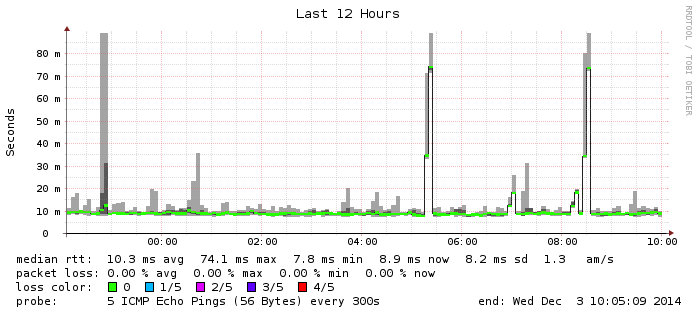 Last 12 Hours
RRDTOOL / TOBI OETIKER
Seconds
80 m
70 m
60 m
50 m
40 m
30 m
20 m
10 m
0
00:00 02:00 04:00 06:00 08:00 10:00
median rtt: 10.3 ms avg 74.1 ms max 7.8 ms min 8.9 ms now 8.2 ms sd 1.3 am/s
packet loss: 0.00 % avg 0.00 % max 0.00 % min 0.00 % now
loss color: 0 1/5 2/5 3/5 4/5
probe: 5 ICMP Echo Pings (56 Bytes) every 300s end: Wed Dec 3 10:05:09 2014